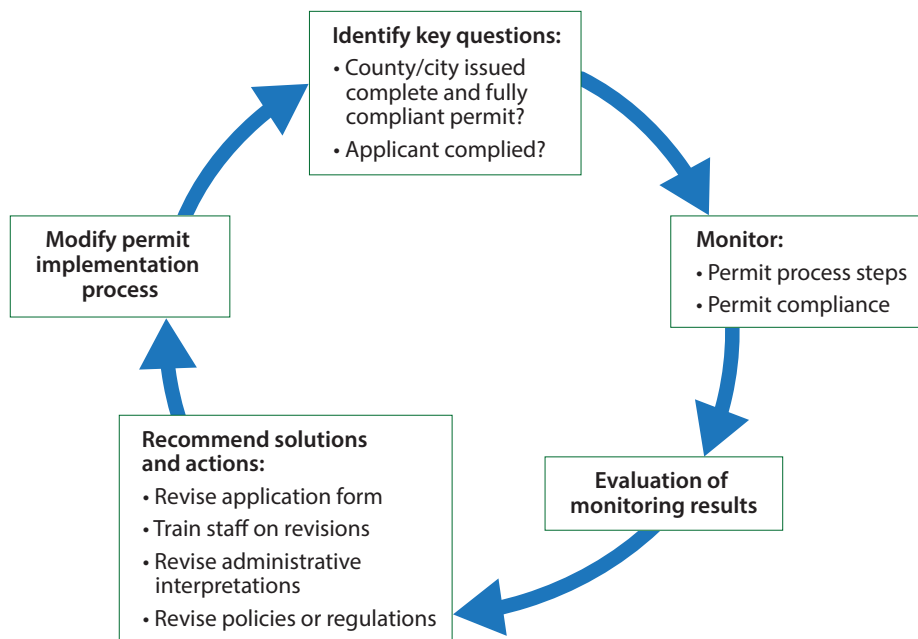 Identify key questions:
• County/city issued
complete and fully
compliant permit?
• Applicant complied?
Monitor:
• Permit process steps
• Permit compliance
Evaluation of
monitoring results
Recommend solutions
and actions:
• Revise application form
• Train staff on revisions
• Revise administrative
interpretations
• Revise policies or regulations
Modify permit
implementation
process